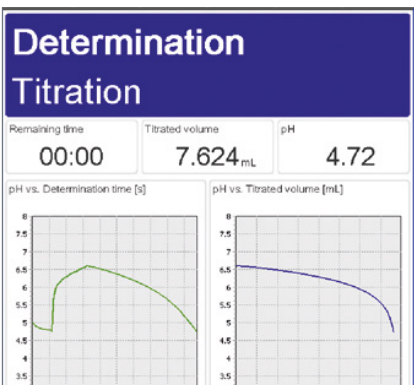 Determination
Titration
Remaining time
Titrated volume
pH
00:00
7.624 mL
4.72
pH vs. Determination time [s]
pH vs. Titrated volume [mL]
8
7.5
7
6.5
6
5.5
5
4.5
4
3.5
8
7.5
7
6.5
6
5.5
5
4.5
4
3.5